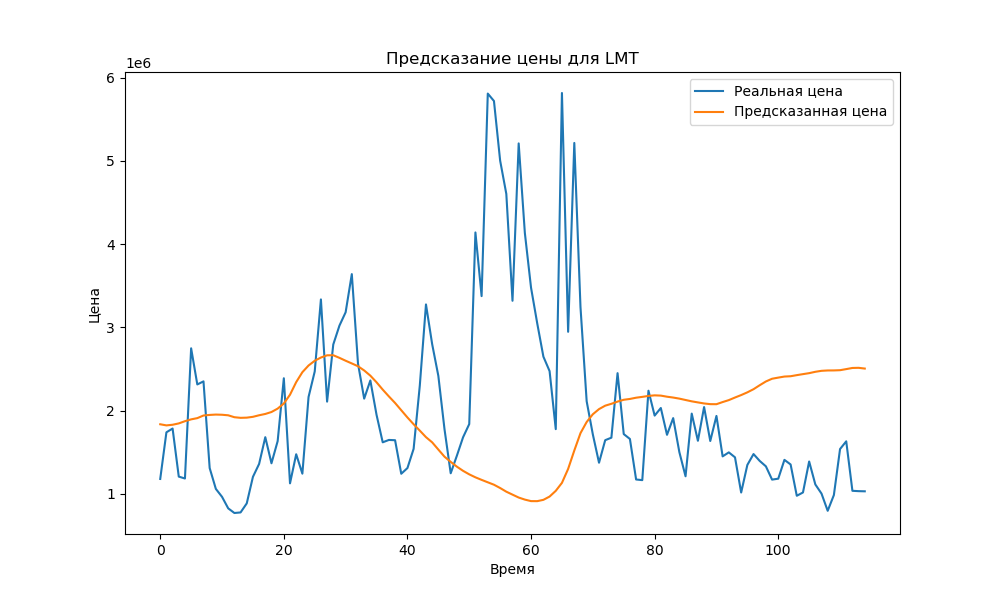 Предсказание цены для LMT
1e6
6
5
4
3
2
1
Цена
Реальная цена
Предсказанная цена
0 20 40 60 80 100
Время